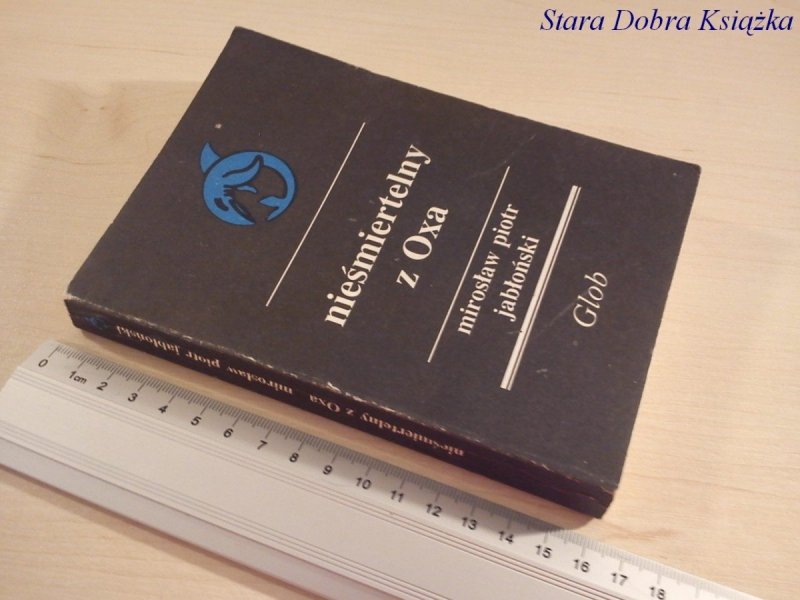 Stara Dobra Książka
nieśmiertelny
z Oxa
mirosław piotr
jabłoński
Glob
nieśmiertelny z Oxa mirosław piotr jabłoński
0 1cm 2 3 4 5 6 7 8 9 10 11 12 13 14 15 16 17 18